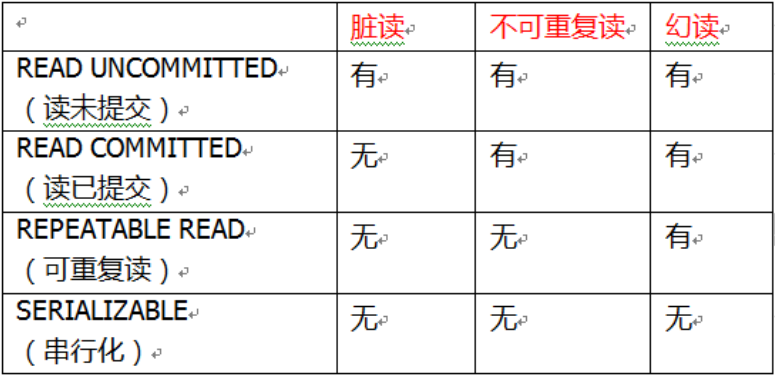 脏读 不可重复读 幻读
READ UNCOMMITTED 有 有 有
（读未提交）
READ COMMITTED 无 有 有
（读已提交）
REPEATABLE READ 无 无 有
（可重复读）
SERIALIZABLE 无 无 无
（串行化）